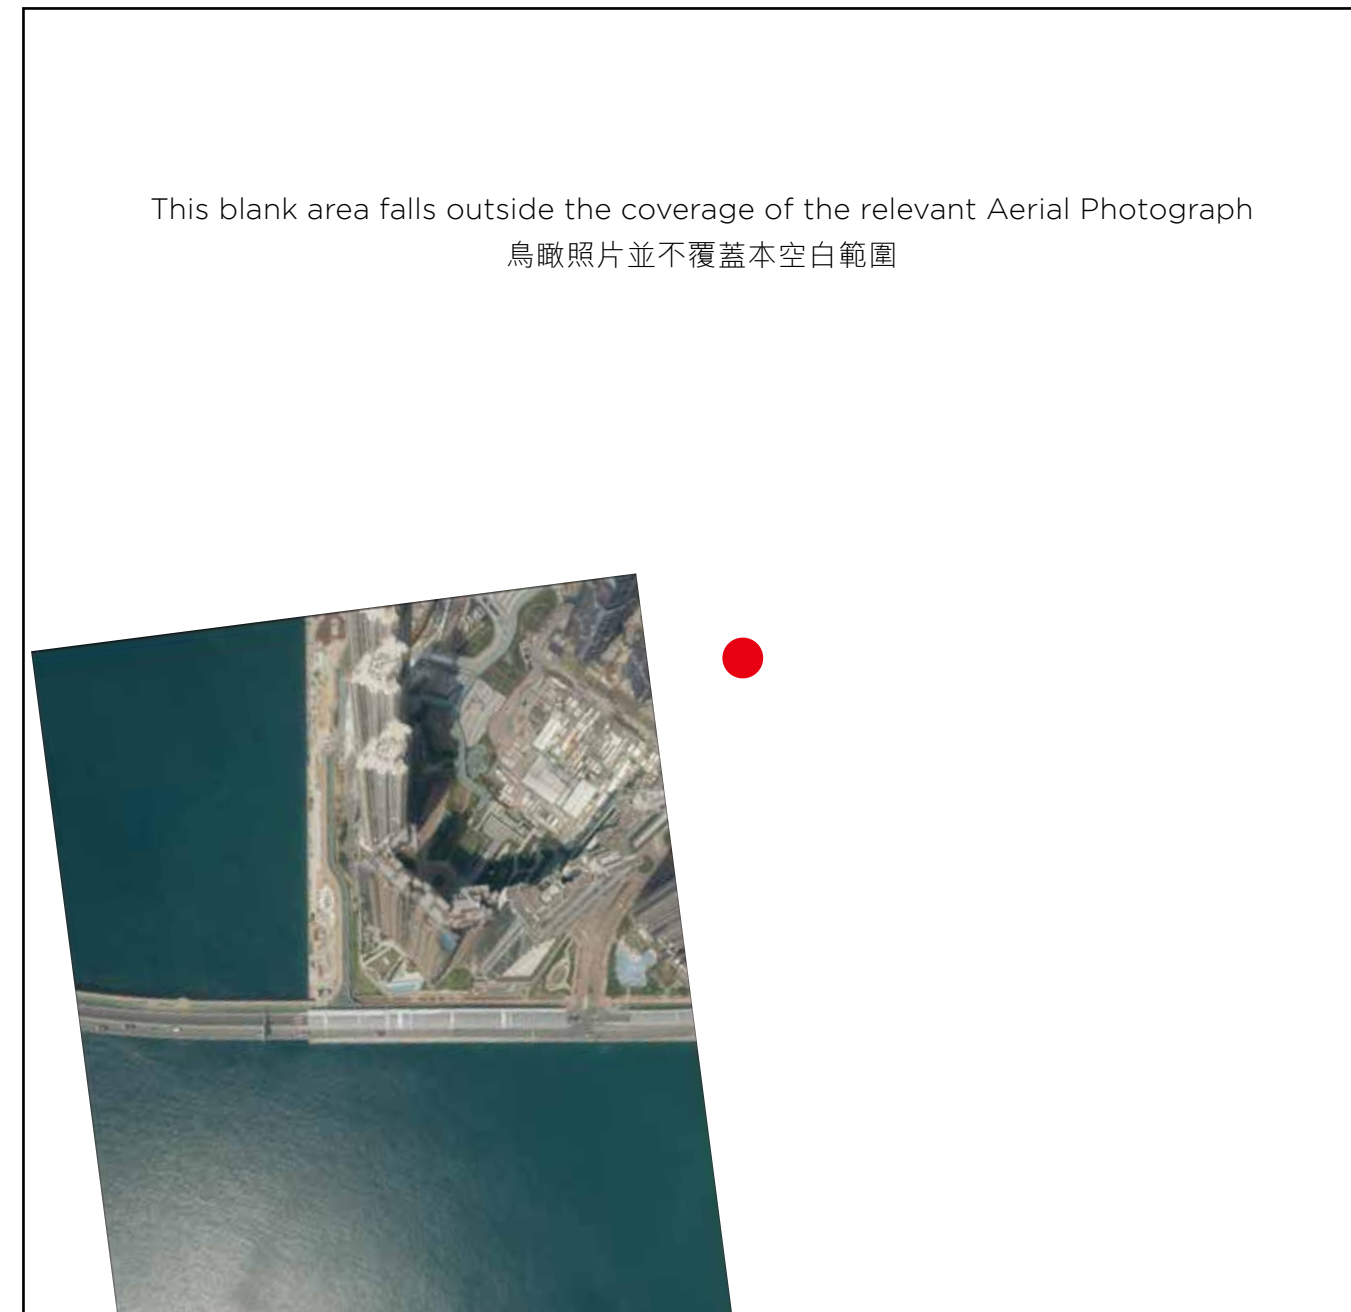 This blank area falls outside the coverage of the relevant Aerial Photograph
鳥瞰照片並不覆蓋本空白範圍